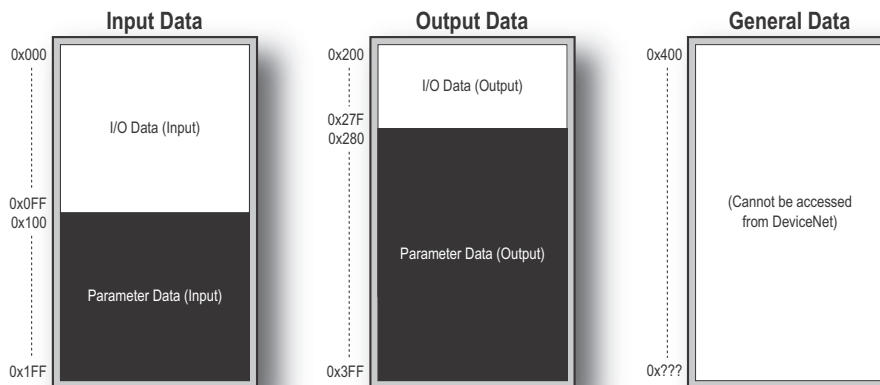 Input Data
0x000
I/O Data (Input)
0x0FF
0x100
Parameter Data (Input)
0x1FF
Output Data
0x200
I/O Data (Output)
0x27F
0x280
Parameter Data (Output)
0x3FF
General Data
0x400
(Cannot be accessed
from DeviceNet)
0x???